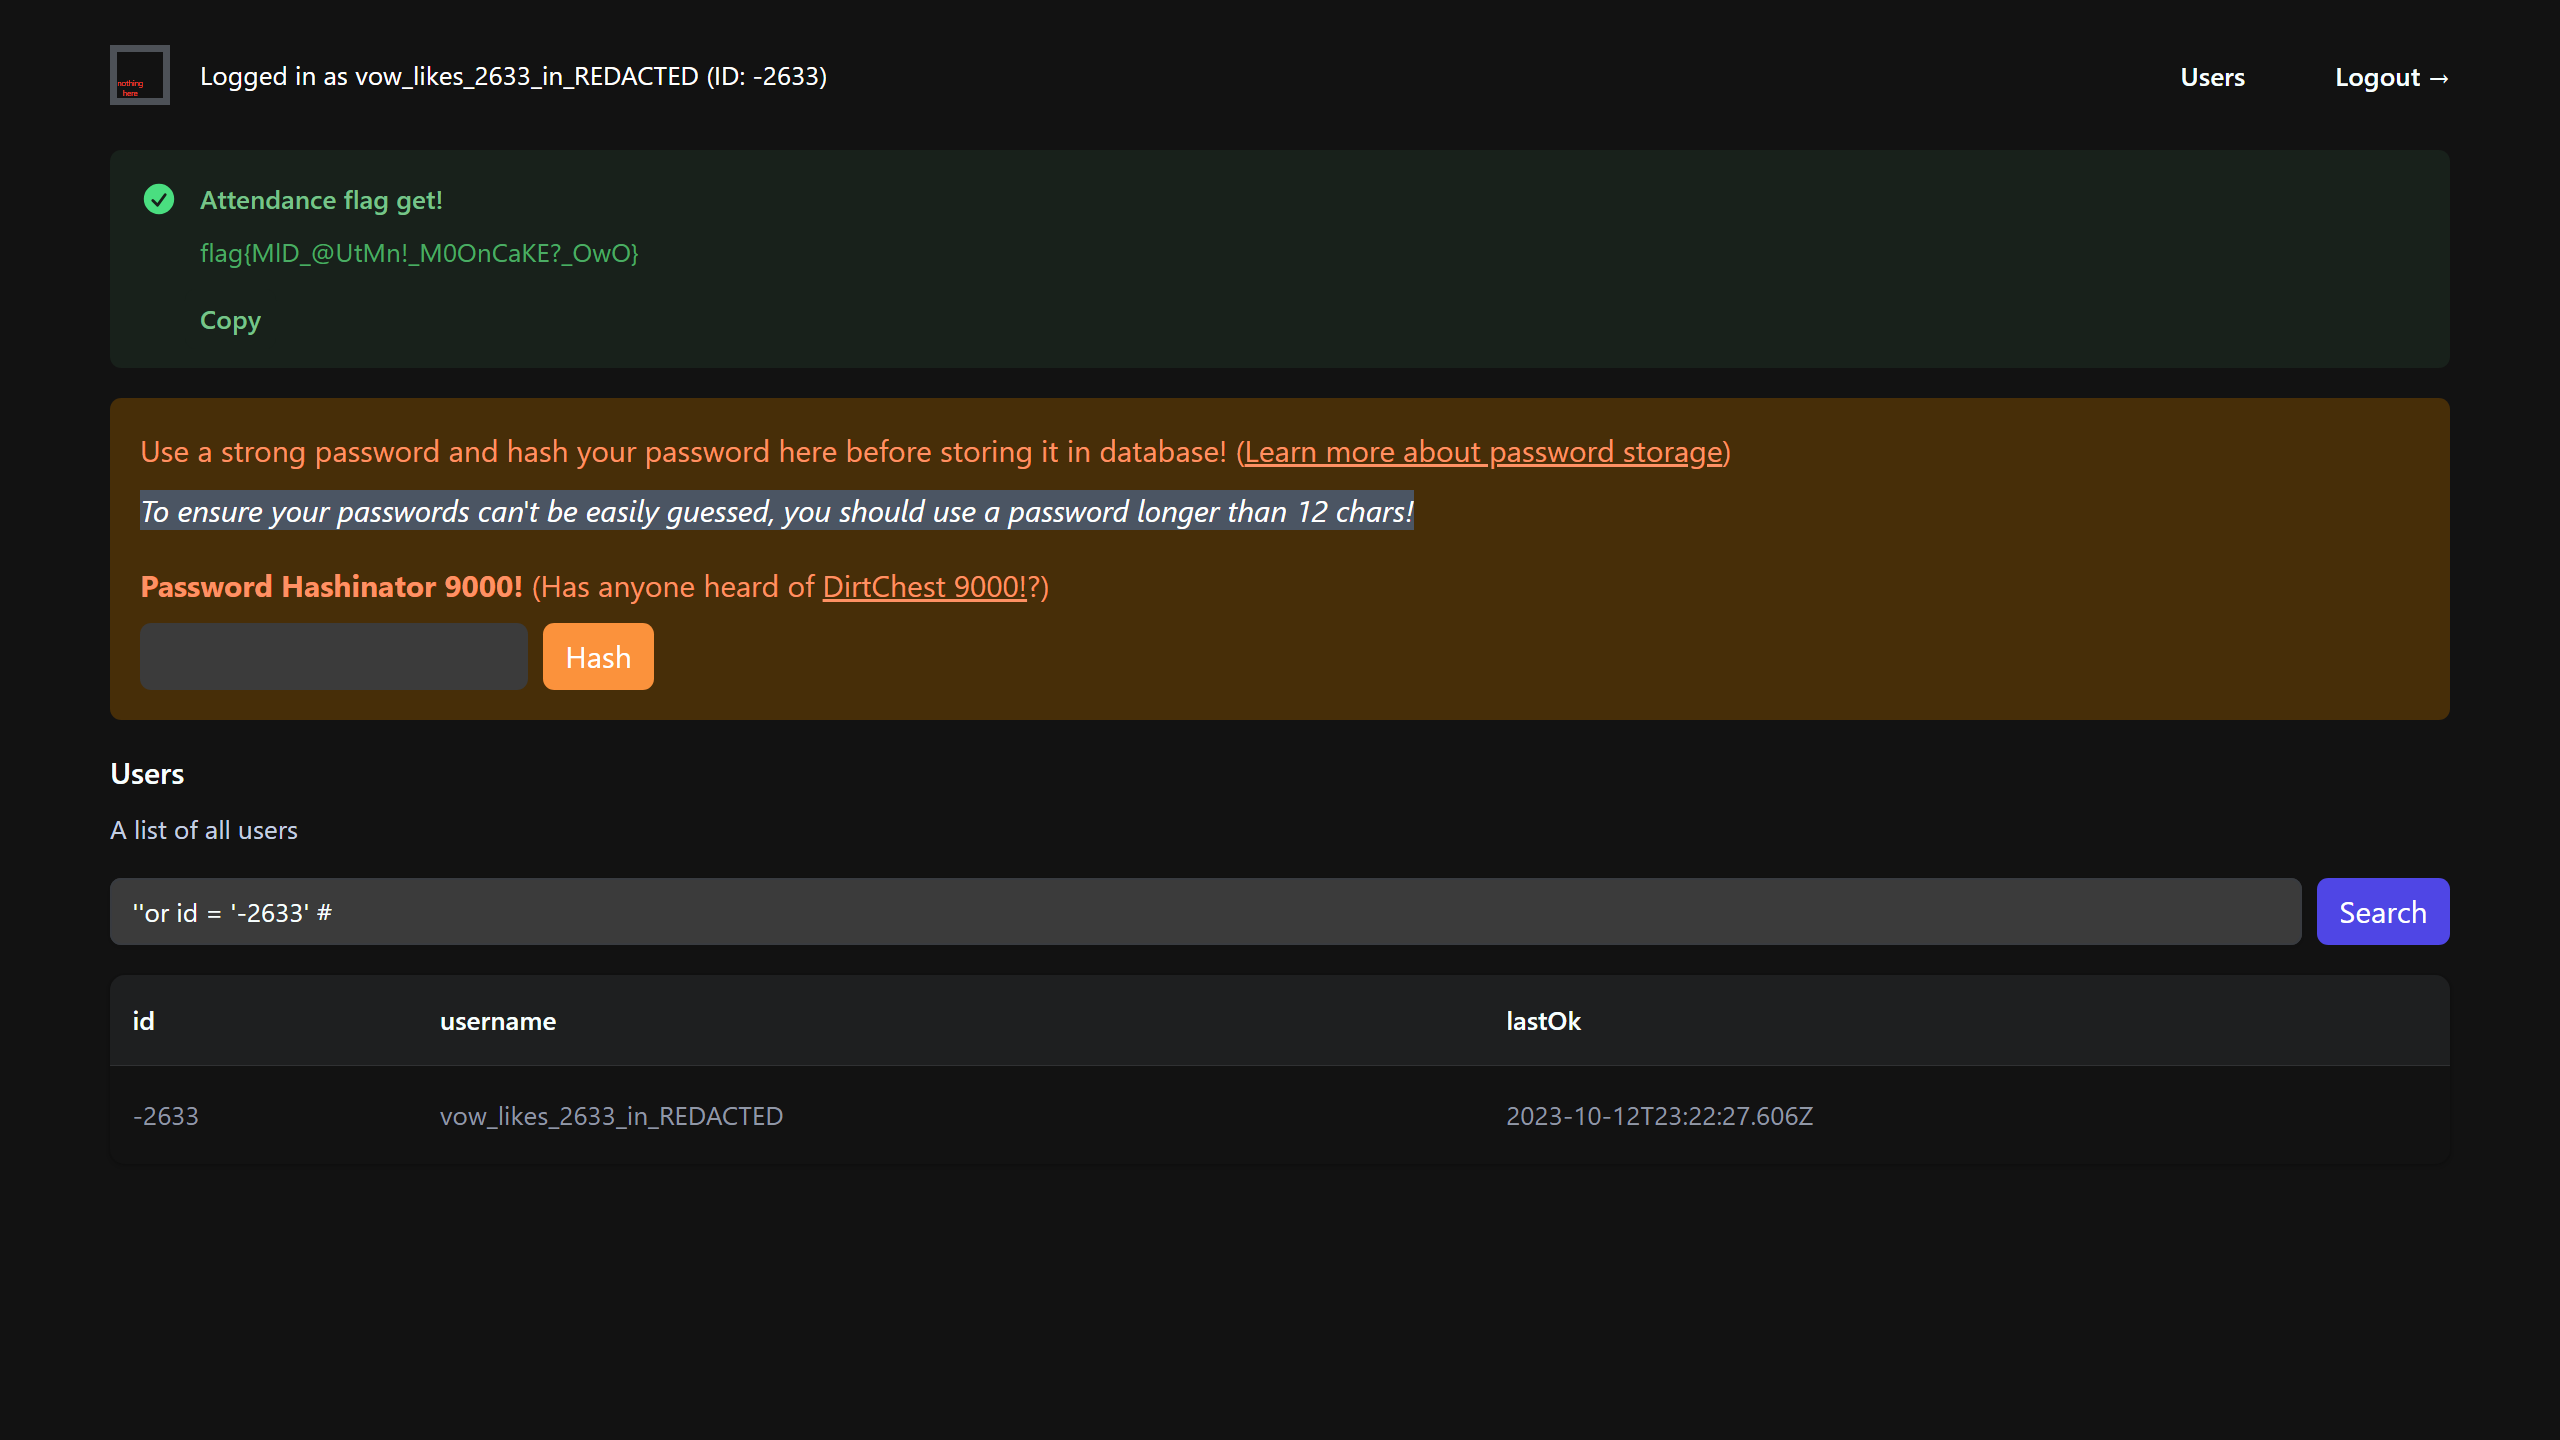 nothing
here
Logged in as vow_likes_2633_in_REDACTED (ID: -2633)
Users
Logout →
Attendance flag get!
flag{MlD_@UtMn!_M0OnCaKE?_OwO}
Copy
Use a strong password and hash your password here before storing it in database! (Learn more about password storage)
To ensure your passwords can't be easily guessed, you should use a password longer than 12 chars!
Password Hashinator 9000! (Has anyone heard of DirtChest 9000!?)
Hash
Users
A list of all users
''or id = '-2633' #
Search
id username lastOk
-2633 vow_likes_2633_in_REDACTED 2023-10-12T23:22:27.606Z